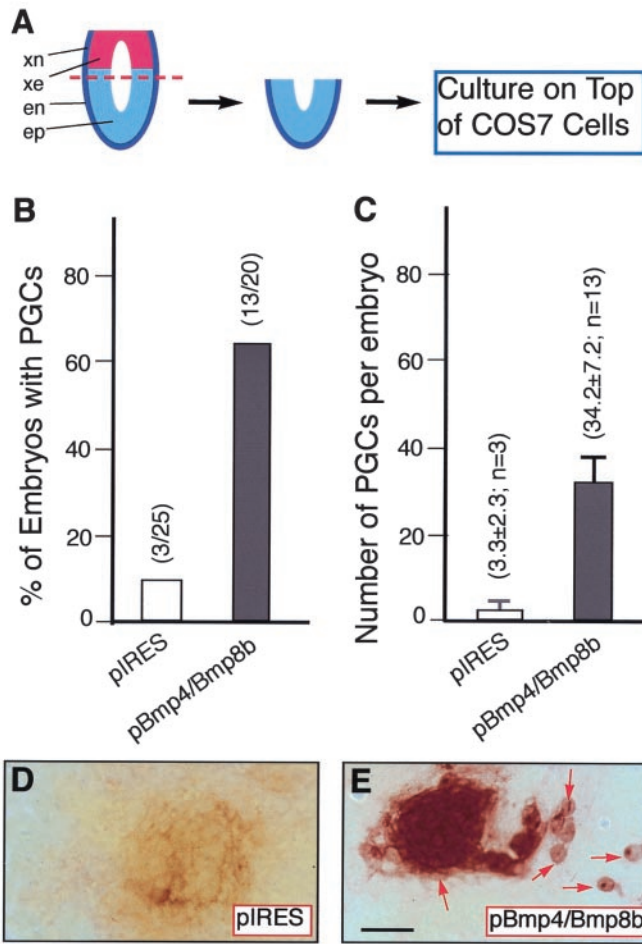 A
xn
xe
en
ep
Culture on Top
of COS7 Cells
B
% of Embryos with PGCs
80
60
40
20
0
(3/25)
(13/20)
pIRES
pBmp4/Bmp8b
C
Number of PGCs per embryo
80
60
40
20
0
(3.3±2.3; n=3)
(34.2±7.2; n=13)
pIRES
pBmp4/Bmp8b
D
pIRES
E
pBmp4/Bmp8b